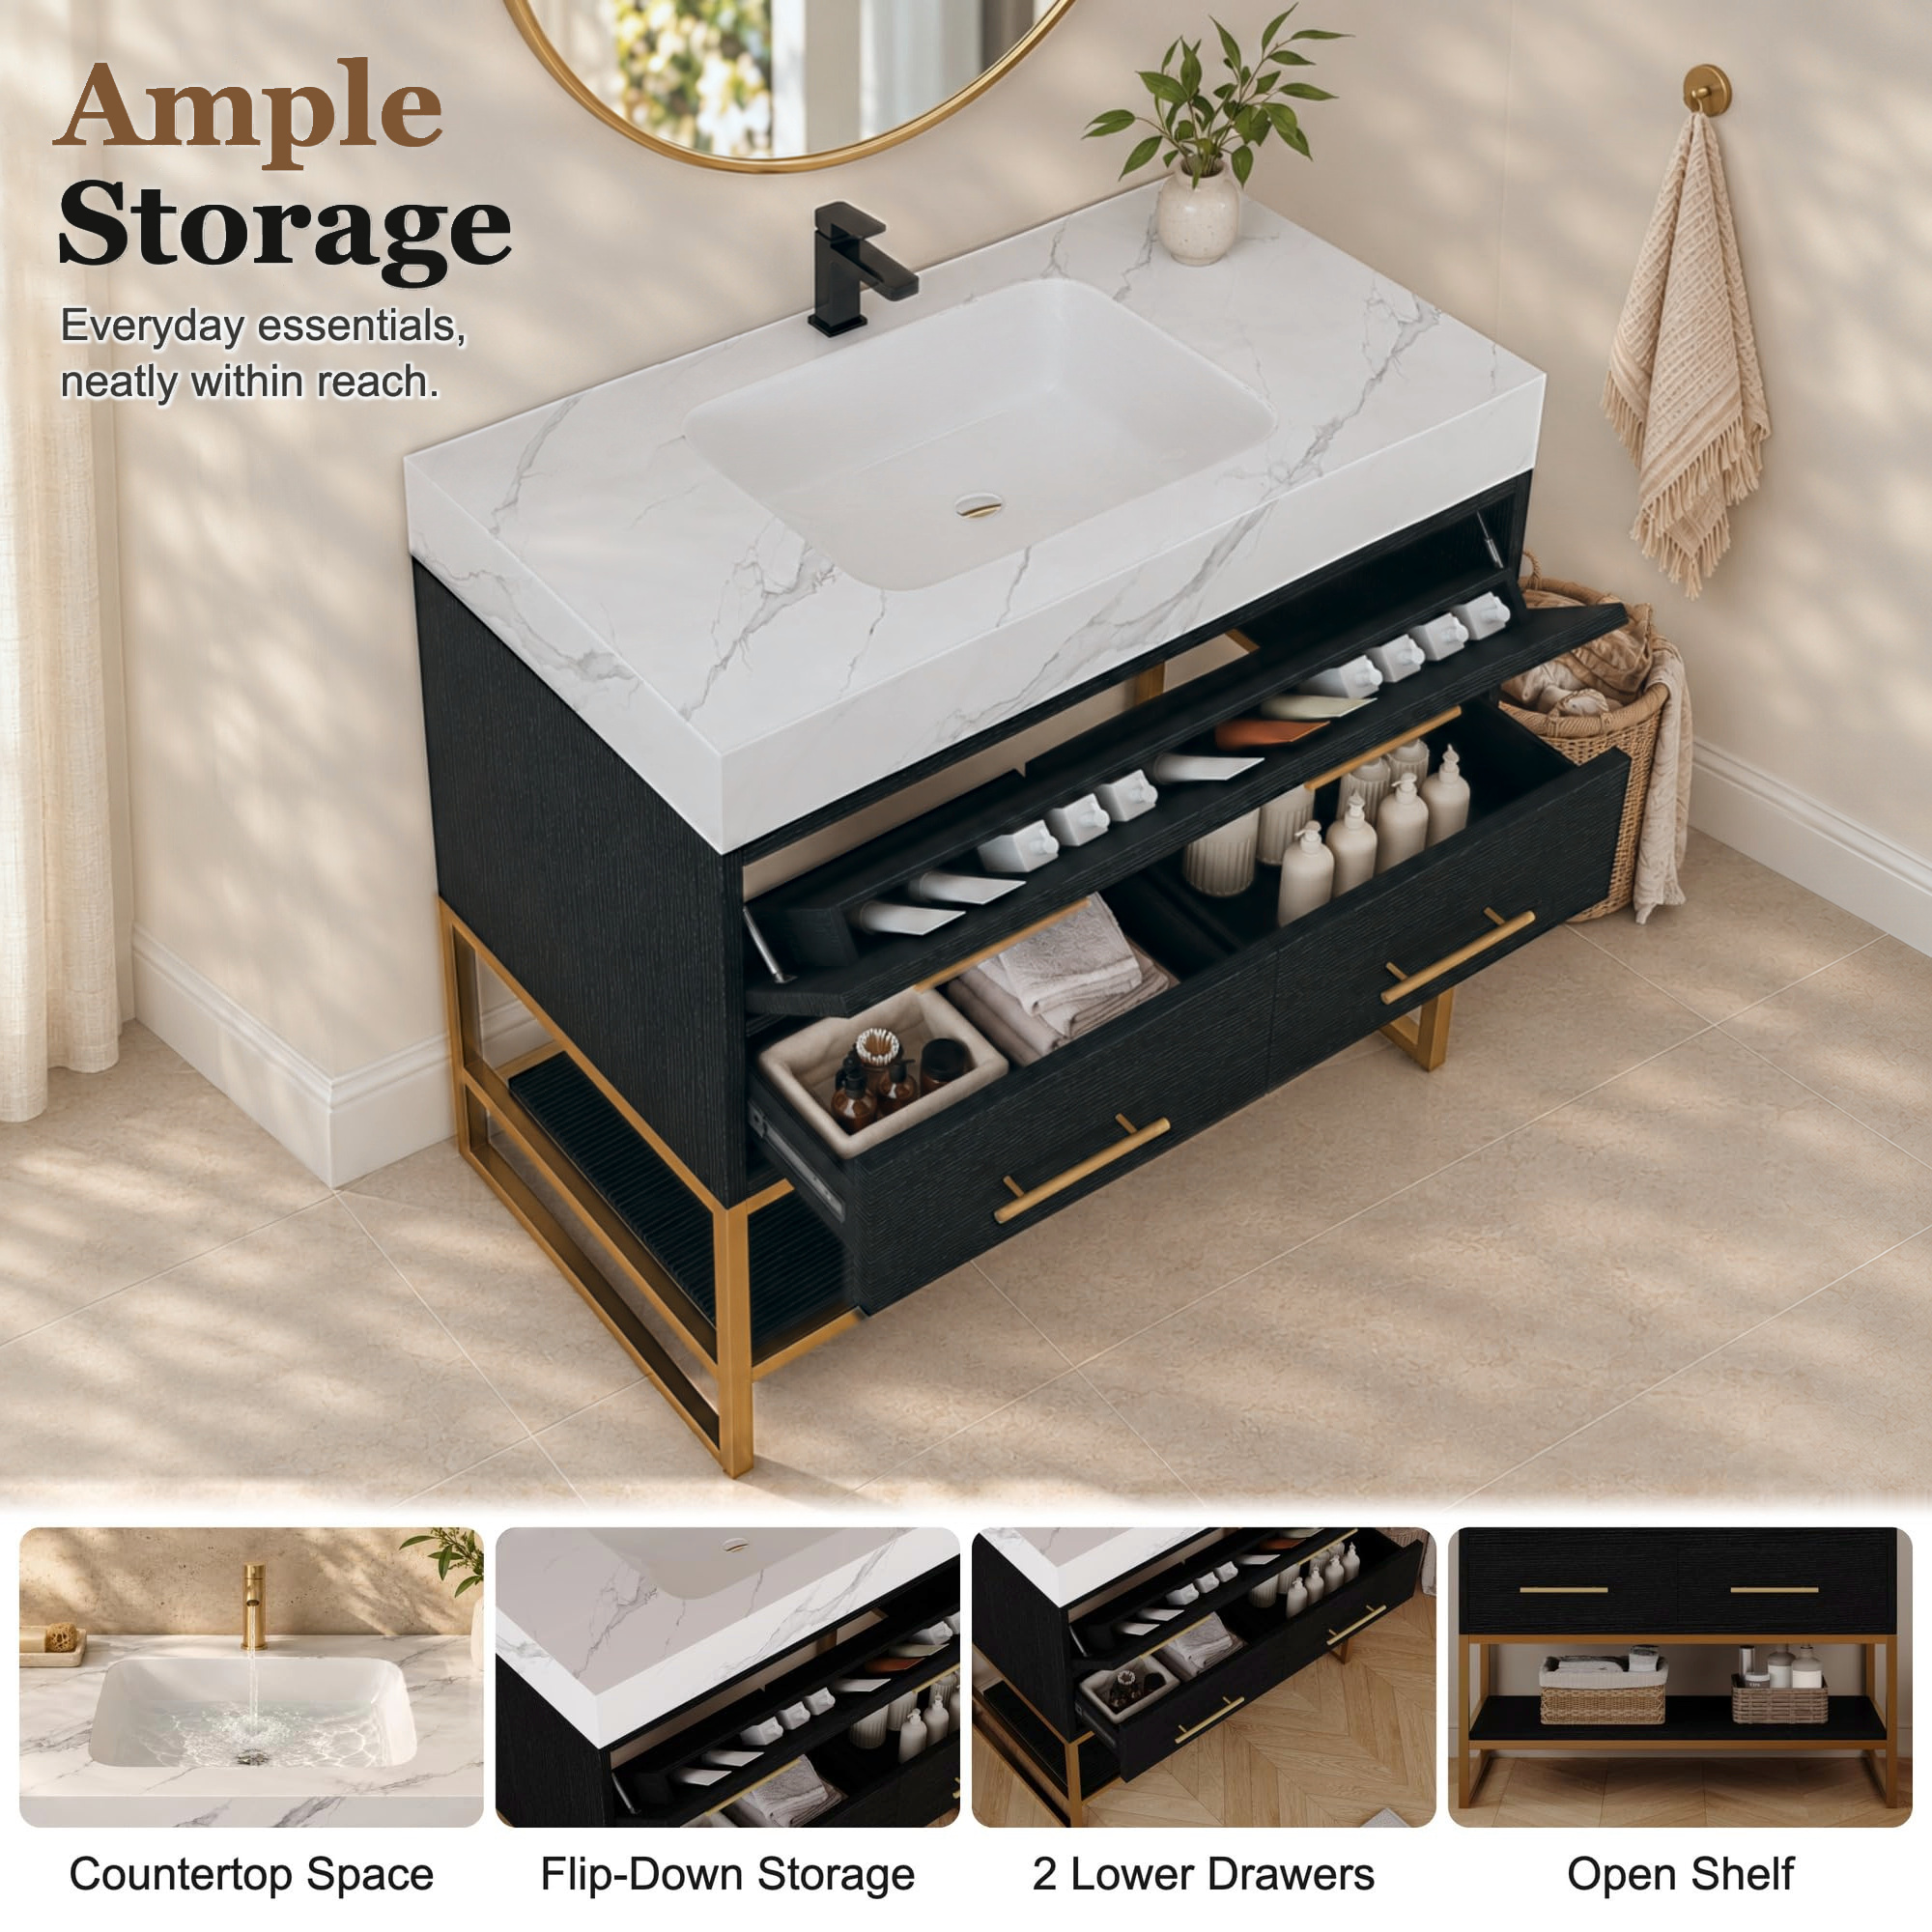 Ample
Storage
Everyday essentials,
neatly within reach.
Countertop Space
Flip-Down Storage
2 Lower Drawers
Open Shelf